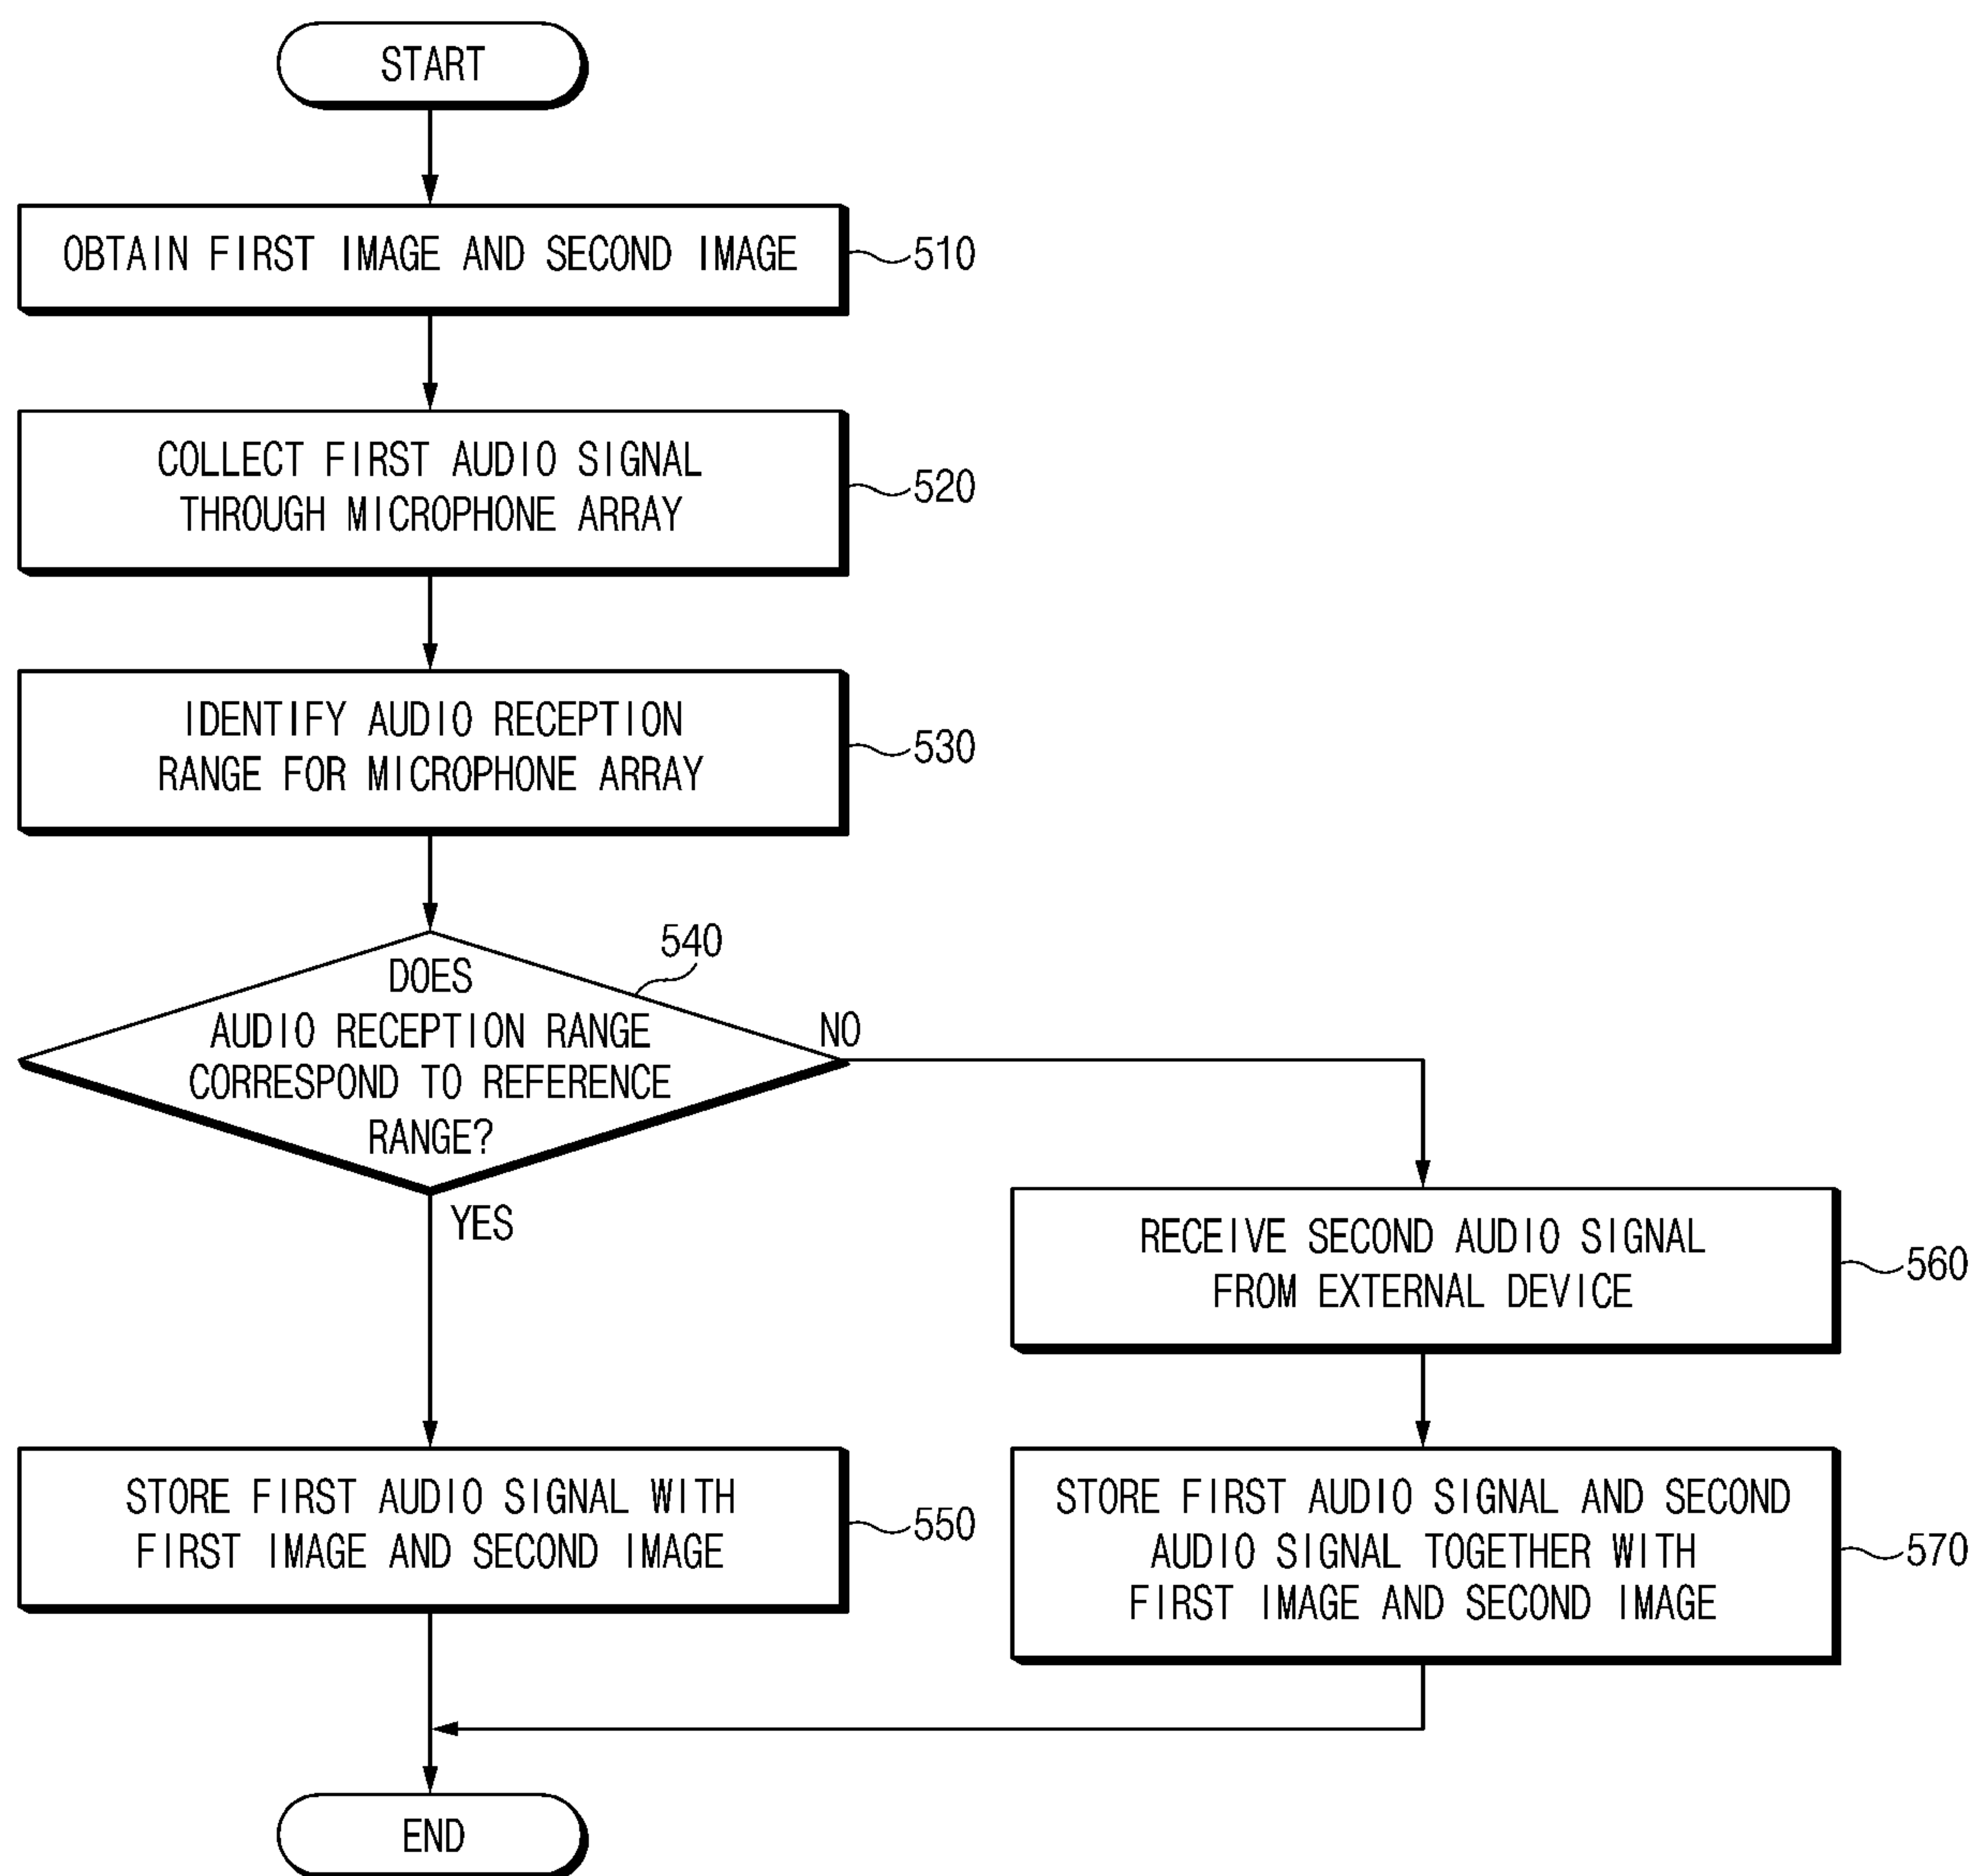 START
OBTAIN FIRST IMAGE AND SECOND IMAGE
510
COLLECT FIRST AUDIO SIGNAL
THROUGH MICROPHONE ARRAY
520
IDENTIFY AUDIO RECEPTION
RANGE FOR MICROPHONE ARRAY
530
540
DOES
AUDIO RECEPTION RANGE
CORRESPOND TO REFERENCE
RANGE?
NO
YES
RECEIVE SECOND AUDIO SIGNAL
FROM EXTERNAL DEVICE
560
STORE FIRST AUDIO SIGNAL WITH
FIRST IMAGE AND SECOND IMAGE
550
STORE FIRST AUDIO SIGNAL AND SECOND
AUDIO SIGNAL TOGETHER WITH
FIRST IMAGE AND SECOND IMAGE
570
END